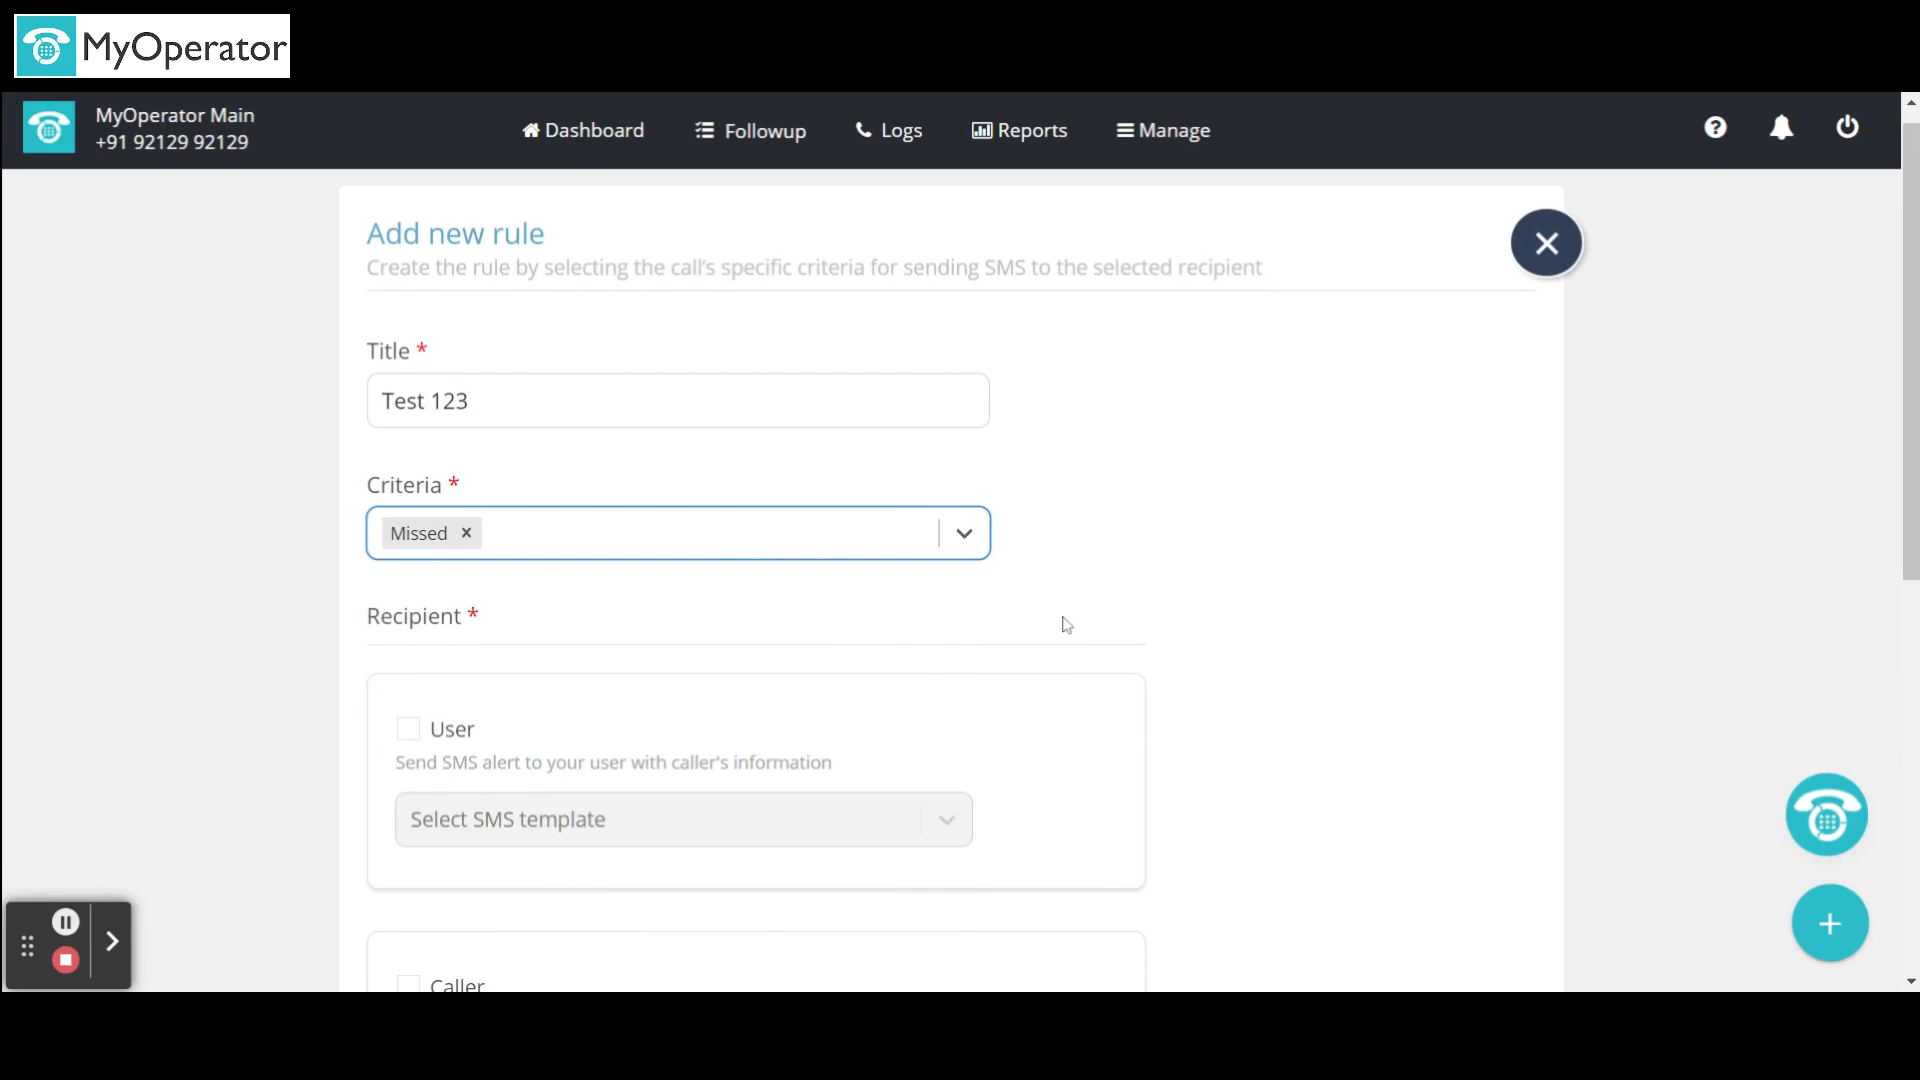 MyOperator
MyOperator Main
+91 92129 92129
Dashboard
Followup
Logs
Reports
Manage
Add new rule
Create the rule by selecting the call's specific criteria for sending SMS to the selected recipient
Title *
Test 123
Criteria *
Missed ×
Recipient *
User
Send SMS alert to your user with caller's information
Select SMS template
Caller